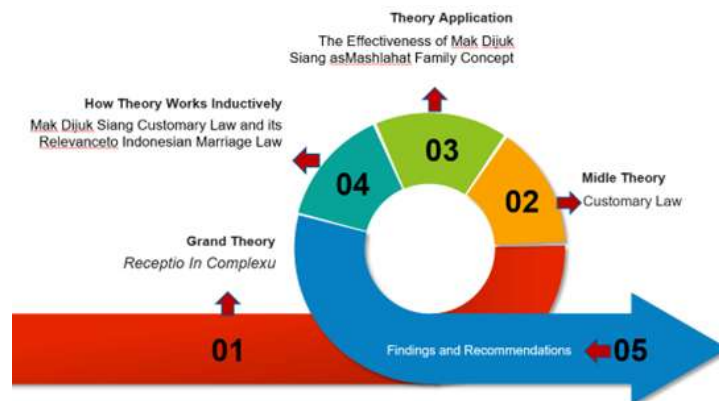 Theory Application
The Effectiveness of Mak Dijuk
Siang asMashlahat Family Concept
How Theory Works Inductively
Mak Dijuk Siang Customary Law and its
Relevanceto Indonesian Marriage Law
03
04
02
Midle Theory
Customary Law
Grand Theory
Receptio In Complexu
01
Findings and Recommendations
05